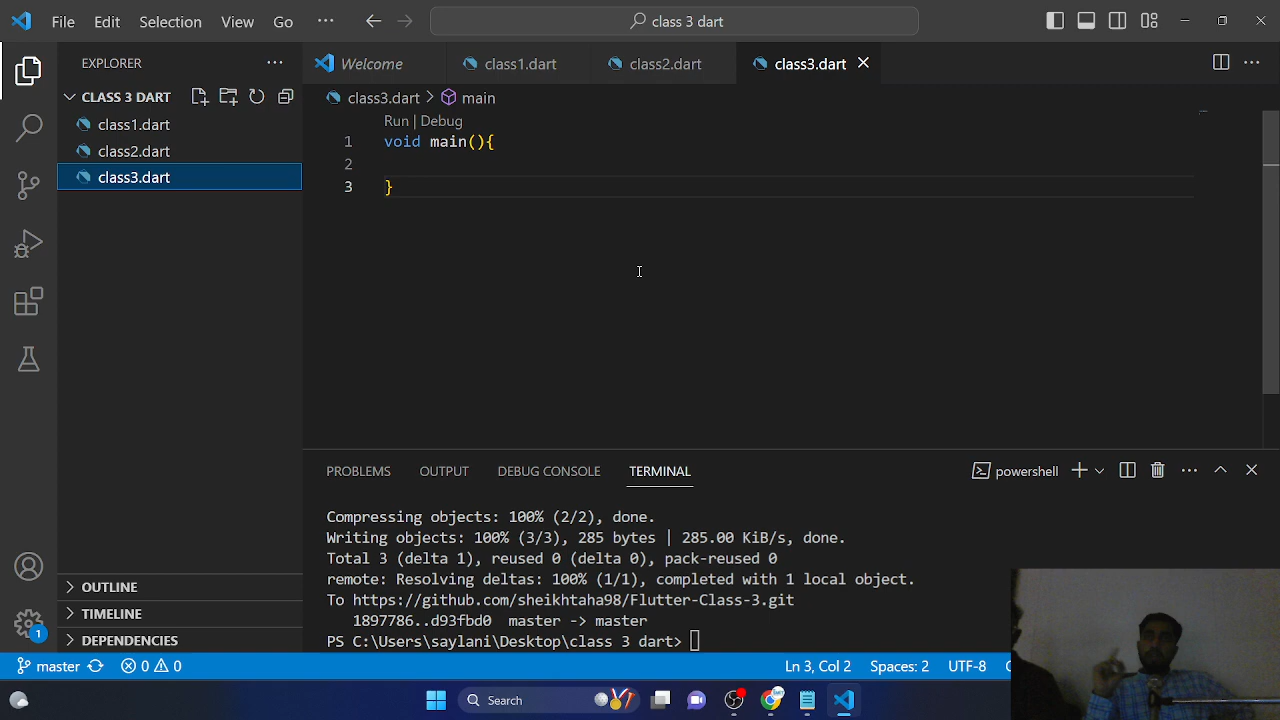 File Edit Selection View Go ··· class 3 dart
EXPLORER ···
Welcome class1.dart class2.dart class3.dart
CLASS 3 DART
class1.dart
class2.dart
class3.dart
class3.dart > main
Run | Debug
1 void main(){
2
3 }
PROBLEMS OUTPUT DEBUG CONSOLE TERMINAL powershell
Compressing objects: 100% (2/2), done.
Writing objects: 100% (3/3), 285 bytes | 285.00 KiB/s, done.
Total 3 (delta 1), reused 0 (delta 0), pack-reused 0
remote: Resolving deltas: 100% (1/1), completed with 1 local object.
To https://github.com/sheikhtaha98/Flutter-Class-3.git
1897786..d93fbd0 master -> master
PS C:\Users\saylani\Desktop\class 3 dart>
OUTLINE
TIMELINE
DEPENDENCIES
1
master 0 0 Ln 3, Col 2 Spaces: 2 UTF-8
Search